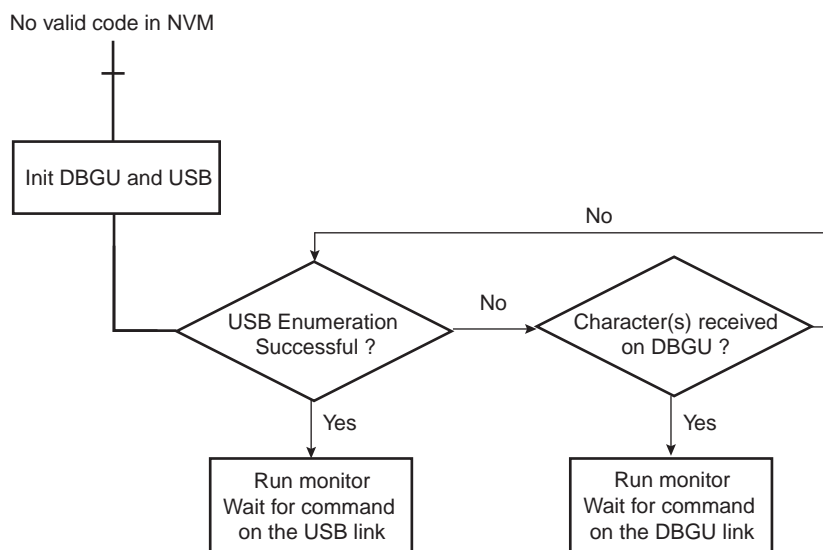 No valid code in NVM
Init DBGU and USB
No
USB Enumeration
Successful ?
No
Character(s) received
on DBGU ?
Yes
Yes
Run monitor
Wait for command
on the USB link
Run monitor
Wait for command
on the DBGU link